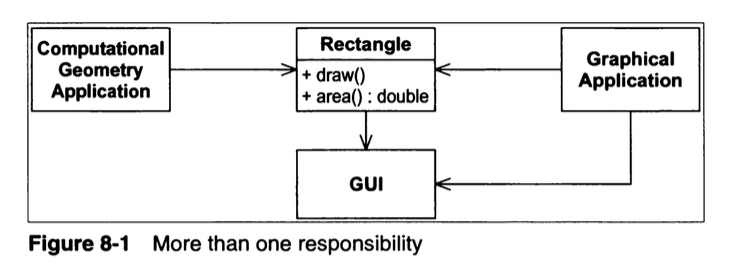 Computational
Geometry
Application
Rectangle
+ draw()
+ area() : double
Graphical
Application
GUI
Figure 8-1 More than one responsibility